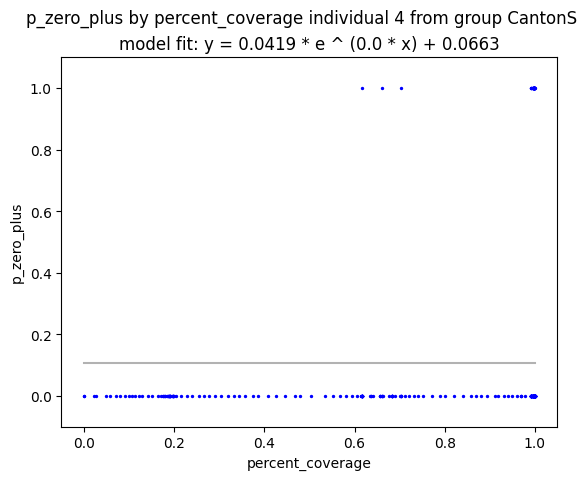 p_zero_plus by percent_coverage individual 4 from group CantonS
model fit: y = 0.0419 * e ^ (0.0 * x) + 0.0663
1.0
0.8
0.6
0.4
0.2
0.0
p_zero_plus
0.0 0.2 0.4 0.6 0.8 1.0
percent_coverage